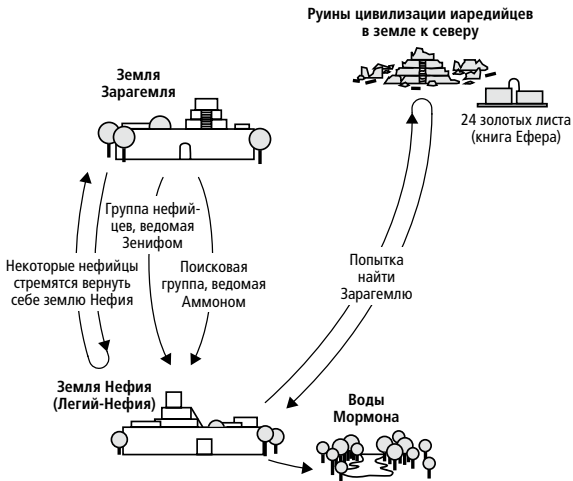 Руины цивилизации иаредийцев
в земле к северу
Земля
Зарагемля
24 золотых листа
(книга Ефера)
Группа нефий-
цев, ведомая
Зенифом
Некоторые нефийцы
стремятся вернуть
себе землю Нефия
Поисковая
группа, ведомая
Аммоном
Попытка
найти
Зарагемлю
Земля Нефия
(Легий-Нефия)
Воды
Мормона